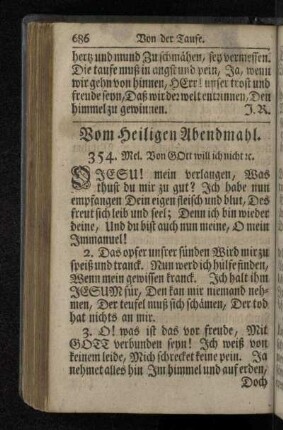 686 Von der Taufe.
hertz und mund Zu schmähen, sey vermessen.
Die taufe muß in angst und pein, Ja, wenn
wir gehn von hinnen, HErr! unser trost und
freude seyn, Daß wir der welt entrinnen, Den
himmel zu gewinnen. J. R.
Vom Heiligen Abendmahl.
354. Mel. Von GOtt will ich nicht ꝛc.
O JESU! mein verlangen, Was
thust du mir zu gut? Ich habe nun
empfangen Dein eigen fleisch und blut, Des
freut sich leib und seel; Denn ich bin wieder
deine, Und du bist auch nun meine, O mein
Immanuel!
2. Das opfer unsrer sünden Wird mir zu
speiß und tranck. Nun werd ich hülfe finden,
Wenn mein gewissen kranck. Ich halt ihm
JESUM für, Den kan mir niemand neh-
men, Der teufel muß sich schämen, Der tod
hat nichts an mir.
3. O! was ist das vor freude, Mit
GOTT verbunden seyn! Ich weiß von
keinem leide, Mich schrecket keine pein. Ja
nehmet alles hin Im himmel und auf erden,
Doch